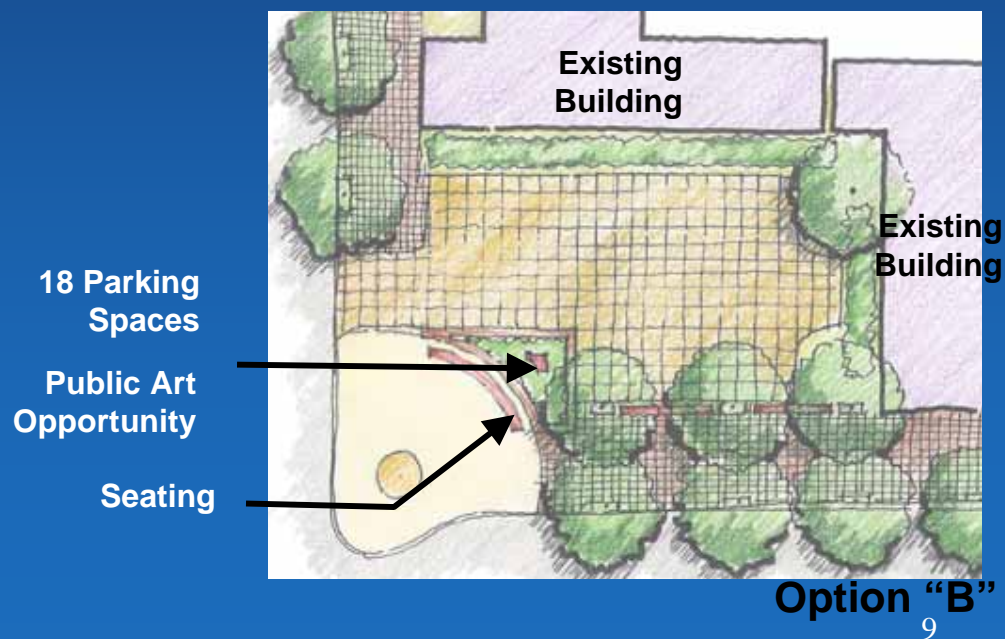 Existing
Building
Existing
Building
18 Parking
Spaces
Public Art
Opportunity
Seating
Option “B”
9